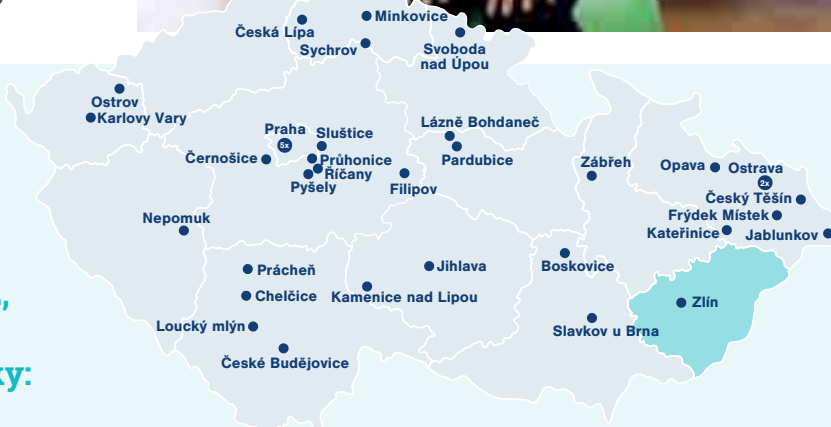 Minkovice
Česká Lípa
Sychrov
Svoboda
nad Úpou
Ostrov
Karlovy Vary
Praha
5x
Sluštice
Lázně Bohdaneč
Černošice
Průhonice
Říčany
Pyšely
Filipov
Pardubice
Zábřeh
Opava
Ostrava
2x
Český Těšín
Frýdek Místek
Kateřinice
Jablunkov
Nepomuk
Prácheň
Chelčice
Kamenice nad Lipou
Jihlava
Boskovice
Zlín
Loucký mlýn
Slavkov u Brna
České Budějovice
ky: